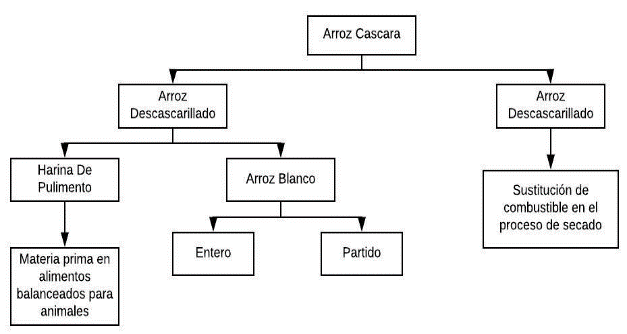 Arroz Cascara
Arroz
Descascarillado
Arroz
Descascarillado
Harina De
Pulimento
Arroz Blanco
Sustitución de
combustible en el
proceso de secado
Entero
Partido
Materia prima en
alimentos
balanceados para
animales